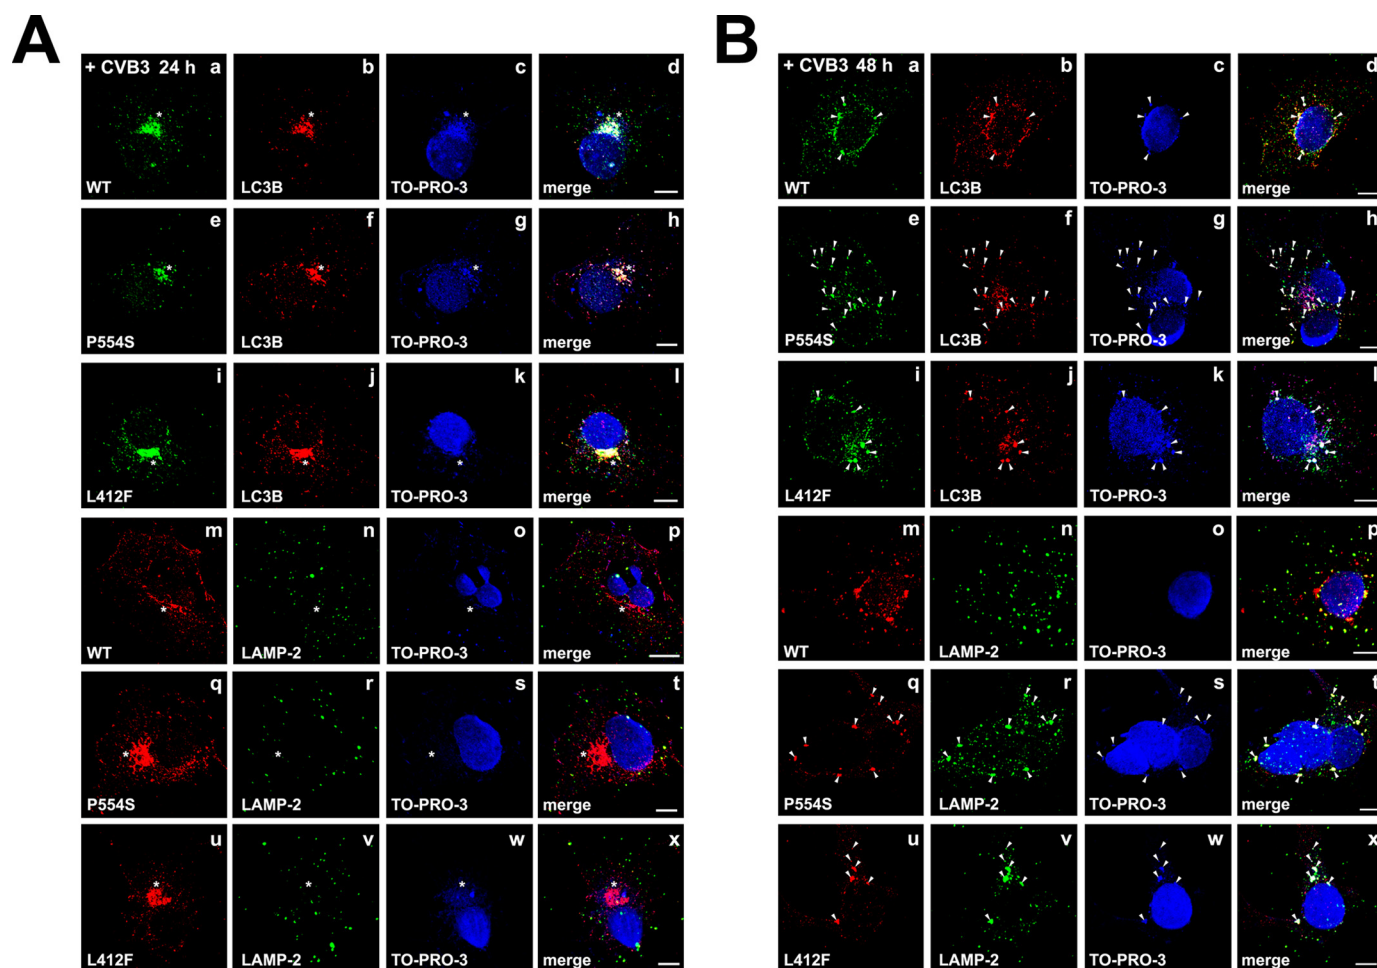 A
B
+ CVB3 24 h a
b
c
d
+ CVB3 48 h a
b
c
d
WT
LC3B
TO-PRO-3
merge
WT
LC3B
TO-PRO-3
merge
e
f
g
h
e
f
g
h
P554S
LC3B
TO-PRO-3
merge
P554S
LC3B
TO-PRO-3
merge
i
j
k
l
i
j
k
l
L412F
LC3B
TO-PRO-3
merge
L412F
LC3B
TO-PRO-3
merge
m
n
o
p
m
n
o
p
WT
LAMP-2
TO-PRO-3
merge
WT
LAMP-2
TO-PRO-3
merge
q
r
s
t
q
r
s
t
P554S
LAMP-2
TO-PRO-3
merge
P554S
LAMP-2
TO-PRO-3
merge
u
v
w
x
u
v
w
x
L412F
LAMP-2
TO-PRO-3
merge
L412F
LAMP-2
TO-PRO-3
merge